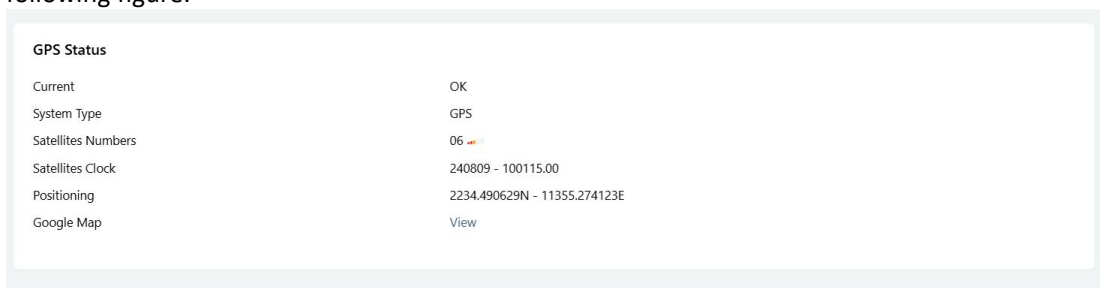 following figure.
GPS Status
Current OK
System Type GPS
Satellites Numbers 06
Satellites Clock 240809 - 100115.00
Positioning 2234.490629N - 11355.274123E
Google Map View